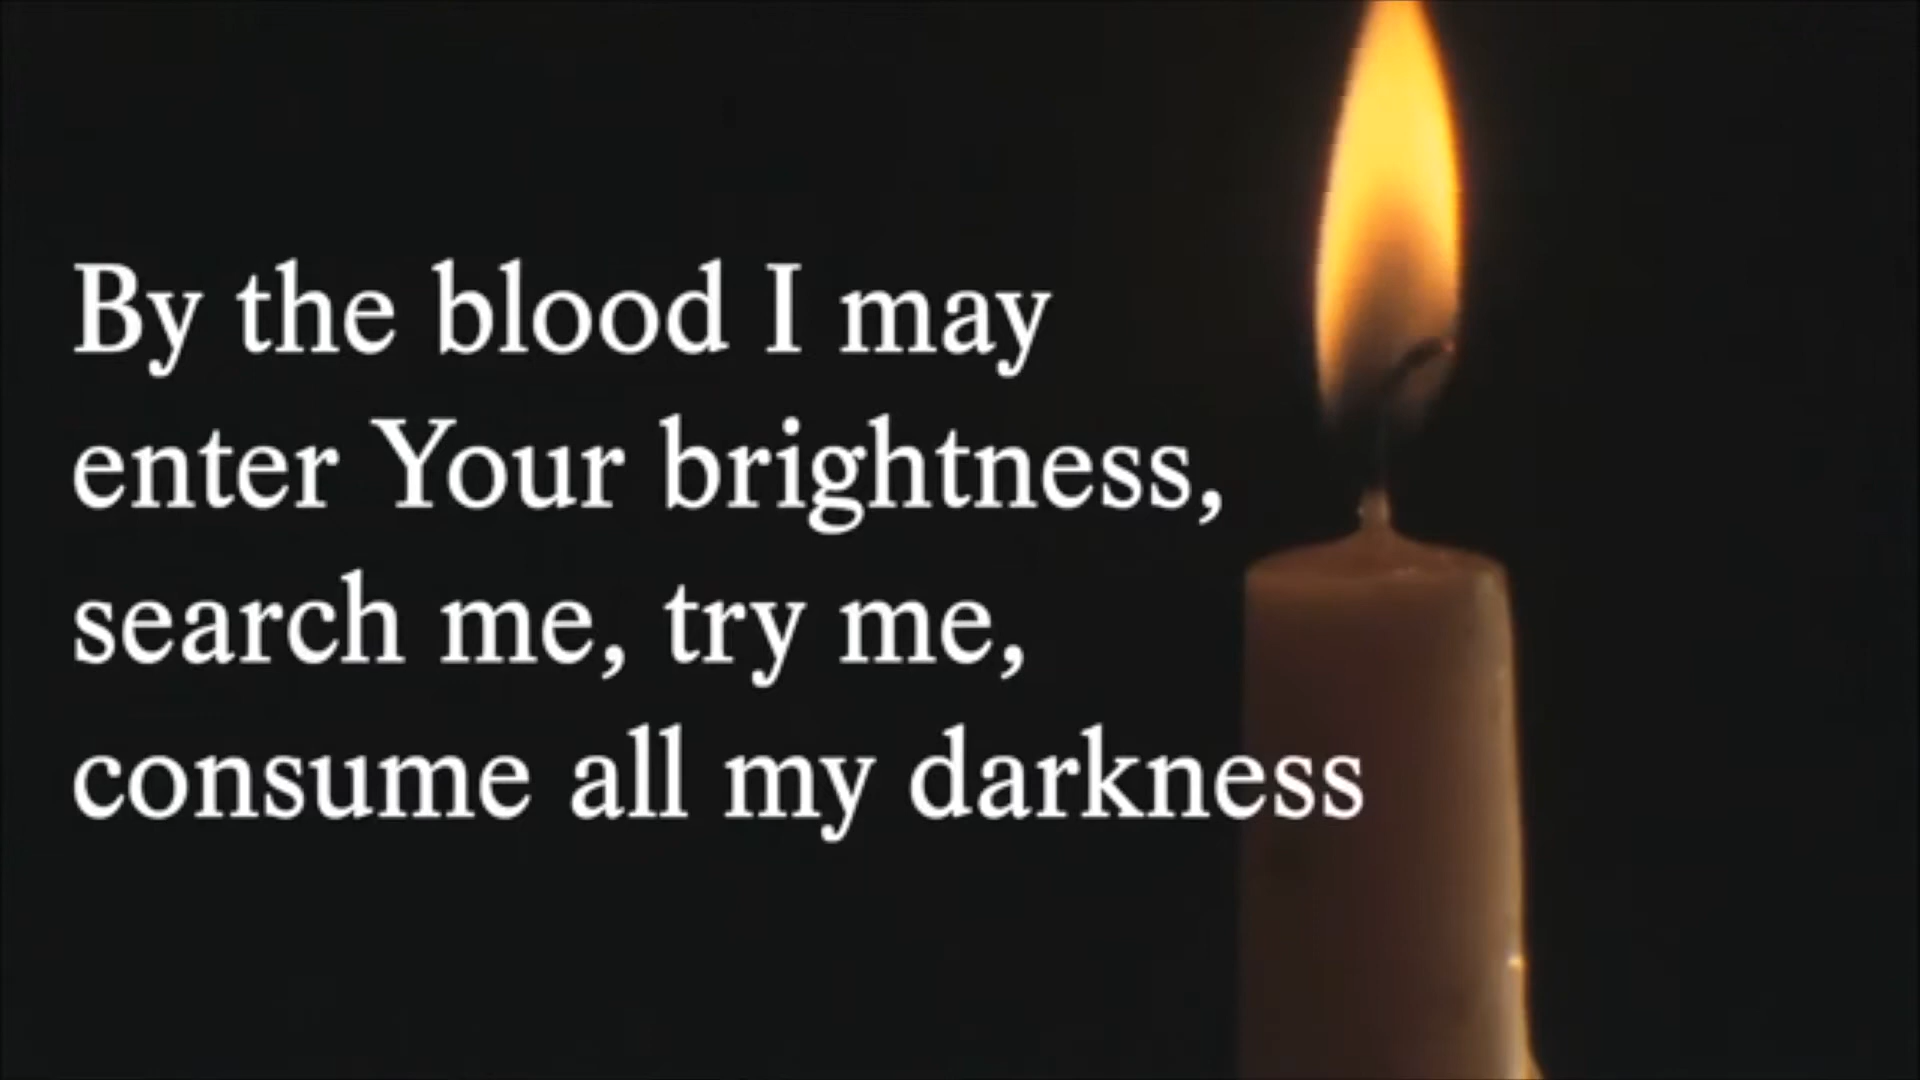 By the blood I may
enter Your brightness,
search me, try me,
consume all my darkness